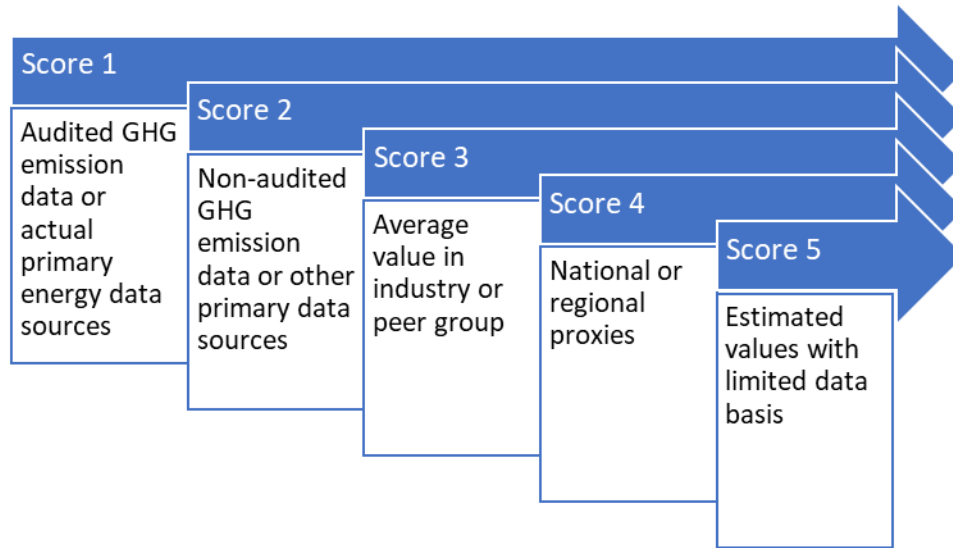 Score 1
Audited GHG
emission
data or
actual
primary
energy data
sources
Score 2
Non-audited
GHG
emission
data or other
primary data
sources
Score 3
Average
value in
industry or
peer group
Score 4
National or
regional
proxies
Score 5
Estimated
values with
limited data
basis